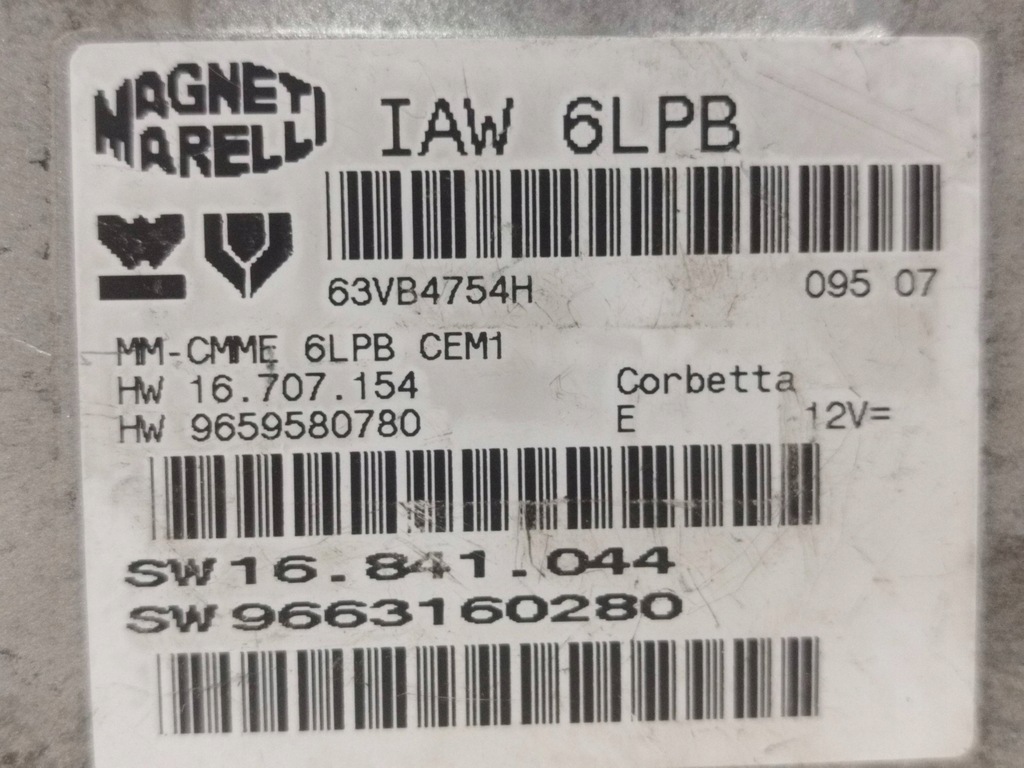 MAGNETI
MARELLI
IAW 6LPB
63VB4754H 095 07
MM-CMME 6LPB CEM1
HW 16.707.154 Corbetta
HW 9659580780 E 12V=
SW 16.841.044
SW 9663160280